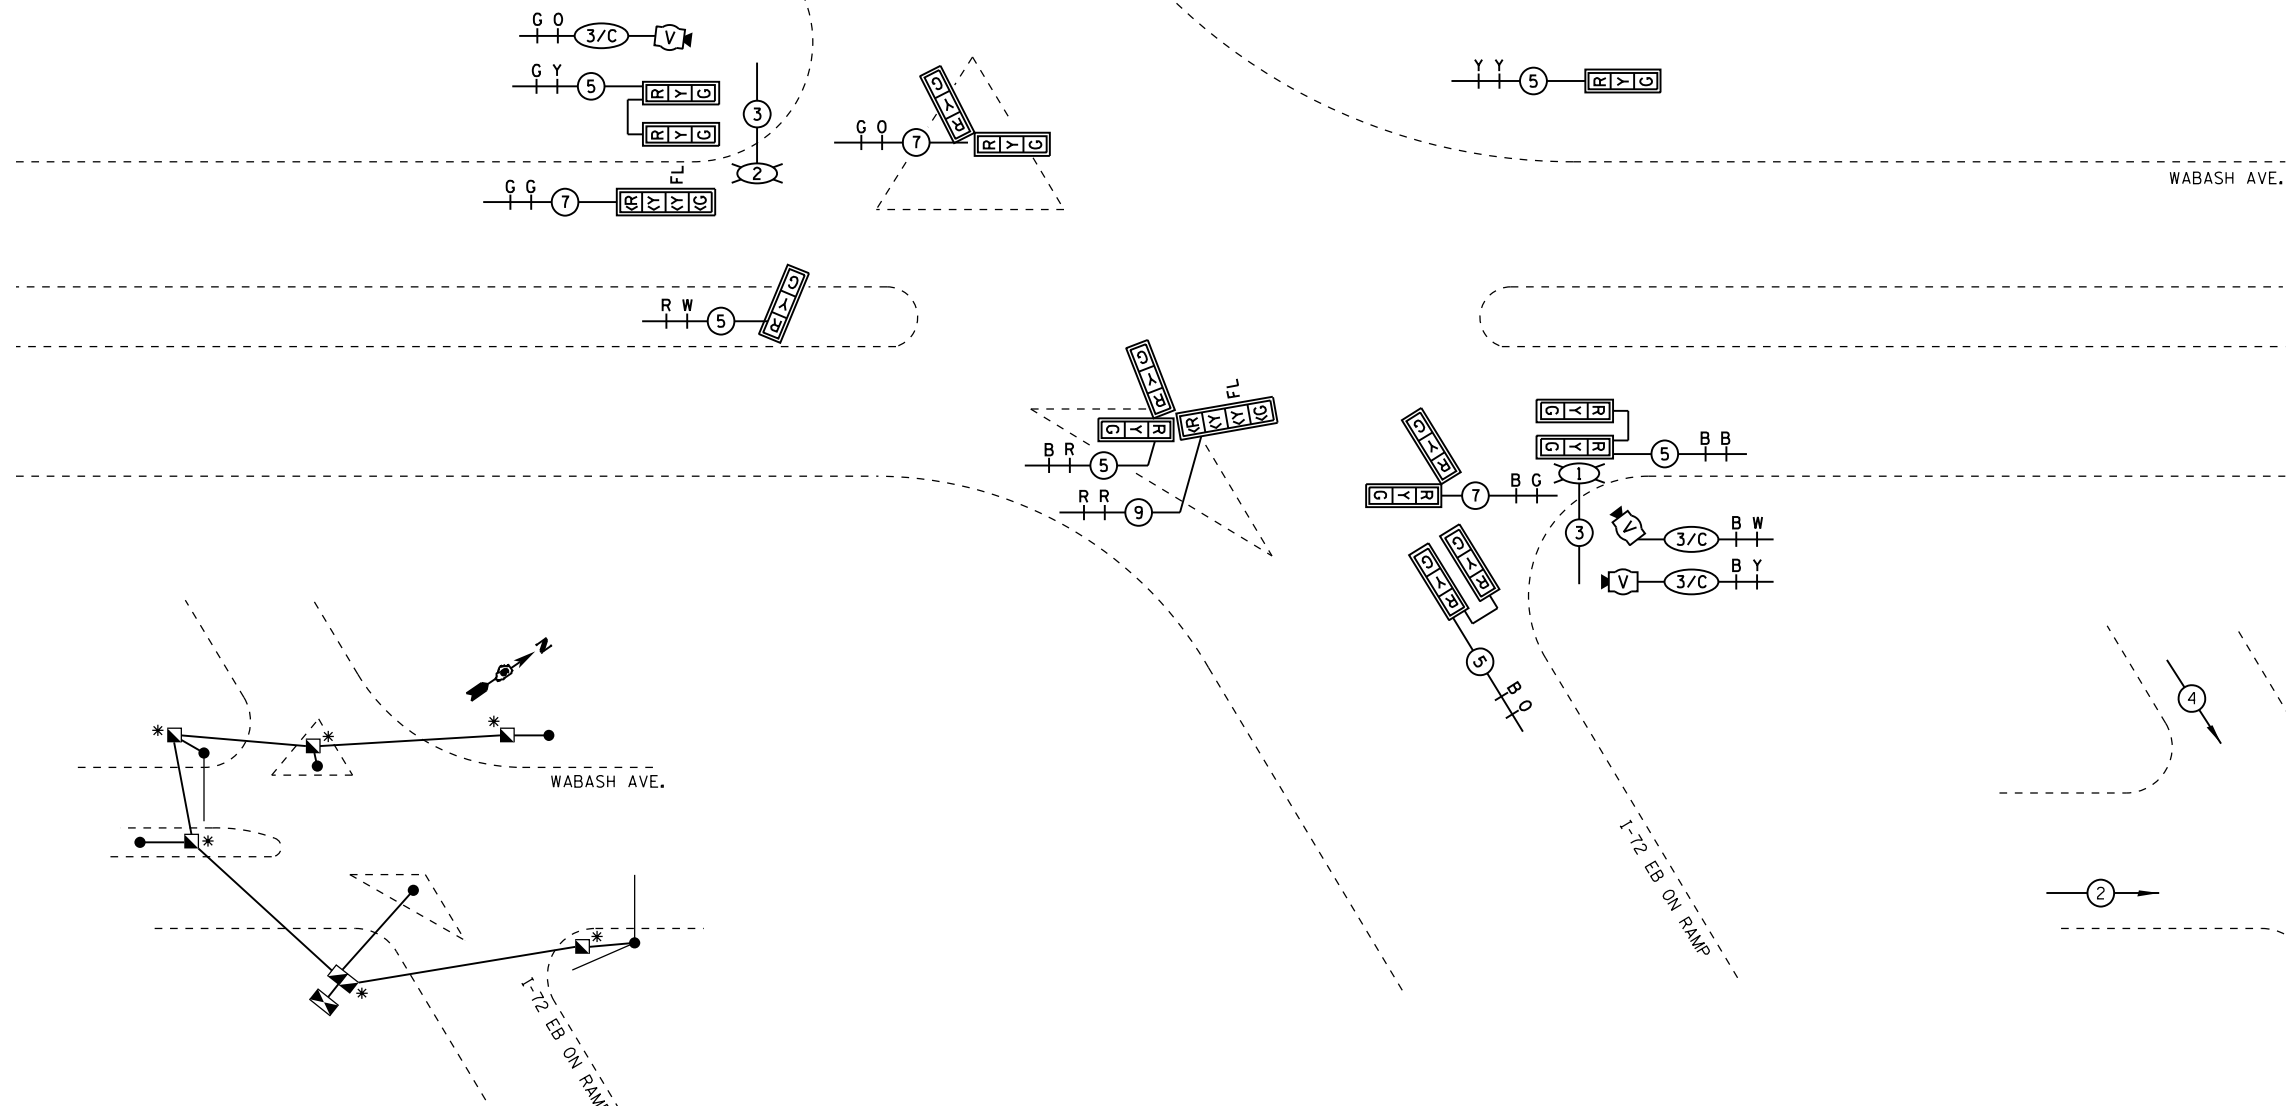 G O
3/C V
G Y
5 R Y G
R Y G
3
2
FL
G G
7 <R <Y <Y <G
G O
7 R Y G
R Y G
Y Y
5 R Y G
WABASH AVE.
R W
5 R Y G
R Y G
R Y G
FL
<R <Y <Y <G
B R
5
R R
9
R Y G
R Y G
7 B G
R Y G
R Y G
5 B B
1
3
V 3/C B W
V 3/C B Y
R Y G
R Y G
5
B O
N
* * *
WABASH AVE.
*
*
*
I-72 EB ON RAMP
I-72 EB ON RAMP
4
2